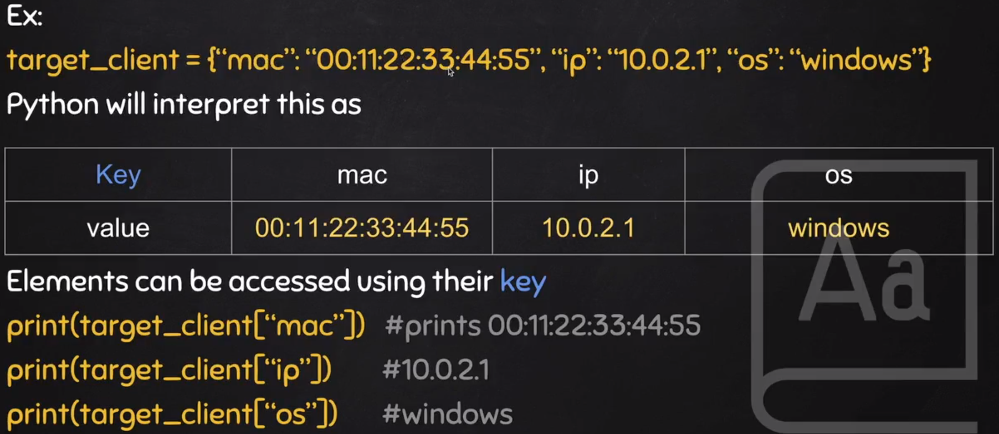 Ex:
target_client = {“mac”: “00:11:22:33:44:55”, “ip”: “10.0.2.1”, “os”: “windows”}
Python will interpret this as
Key mac ip os
value 00:11:22:33:44:55 10.0.2.1 windows
Elements can be accessed using their key
print(target_client[“mac”]) #prints 00:11:22:33:44:55
print(target_client[“ip”]) #10.0.2.1
print(target_client[“os”]) #windows
Aa